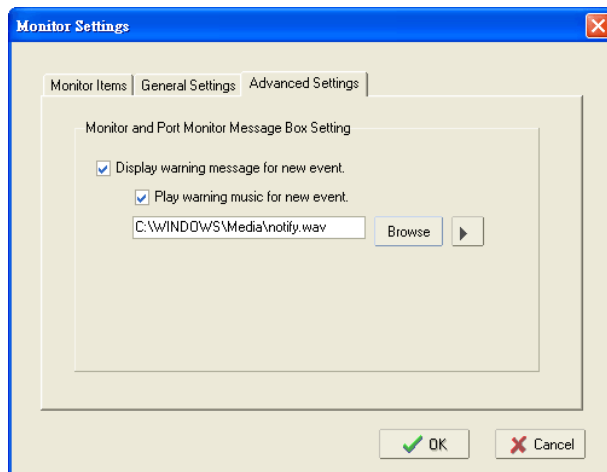 Monitor Settings
Monitor Items General Settings Advanced Settings
Monitor and Port Monitor Message Box Setting
Display warning message for new event.
Play warning music for new event.
C:\WINDOWS\Media\notify.wav Browse
OK Cancel